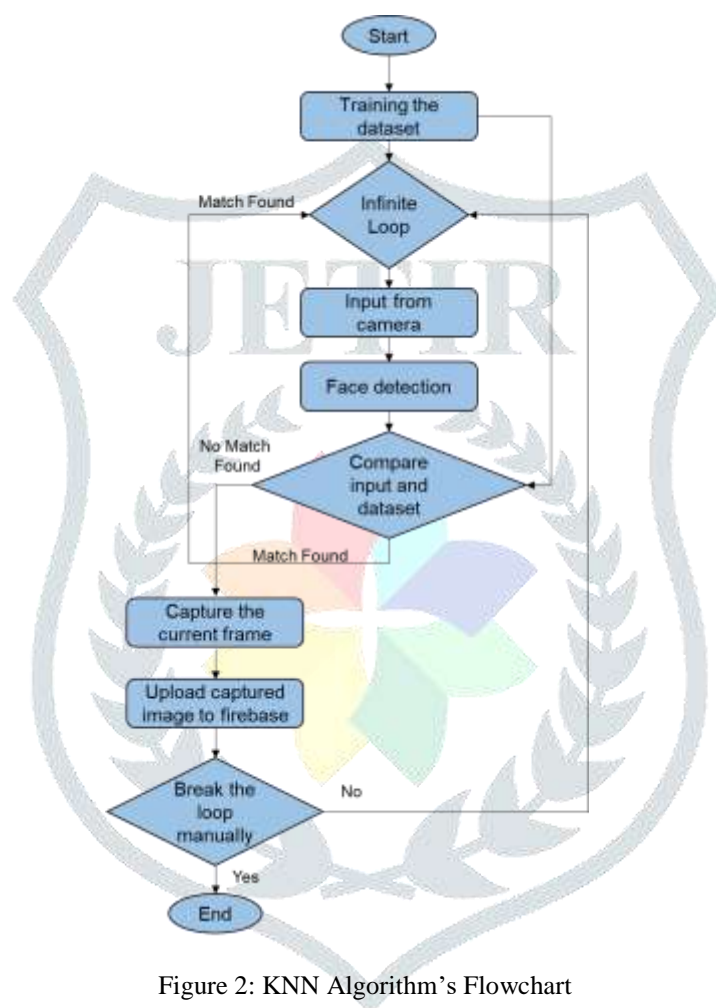 Start
Training the
dataset
Match Found
Infinite
Loop
JETIR
Input from
camera
Face detection
No Match
Found
Compare
input and
dataset
Match Found
Capture the
current frame
Upload captured
image to firebase
Break the
loop
manually
No
Yes
End
Figure 2: KNN Algorithm's Flowchart